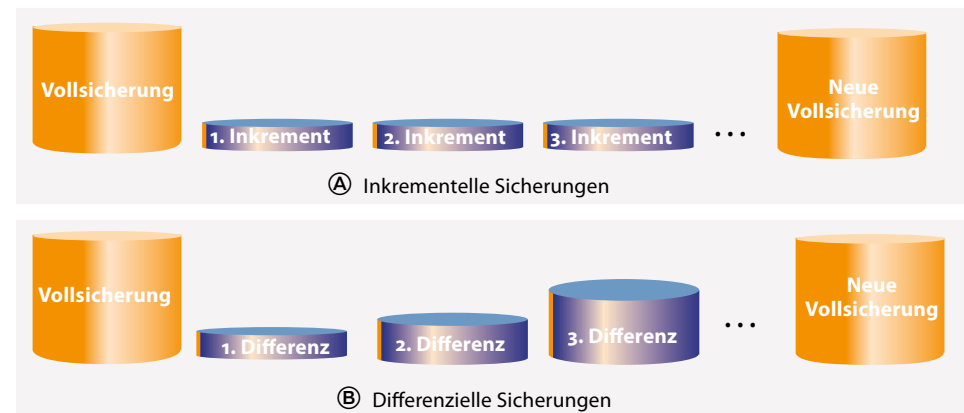 Vollsicherung
1. Inkrement
2. Inkrement
3. Inkrement
...
Neue
Vollsicherung
Ⓐ Inkrementelle Sicherungen
Vollsicherung
1. Differenz
2. Differenz
3. Differenz
...
Neue
Vollsicherung
Ⓑ Differenzielle Sicherungen